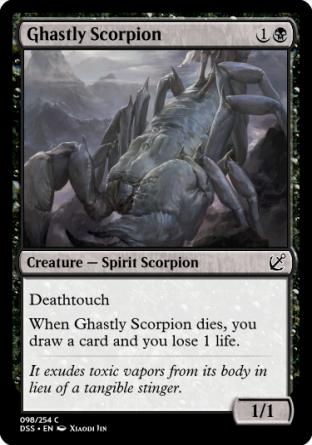 Ghastly Scorpion 1
Creature — Spirit Scorpion
Deathtouch
When Ghastly Scorpion dies, you
draw a card and you lose 1 life.
It exudes toxic vapors from its body in
lieu of a tangible stinger.
1/1
098/254 C
DSS • EN Xiaodi Jin